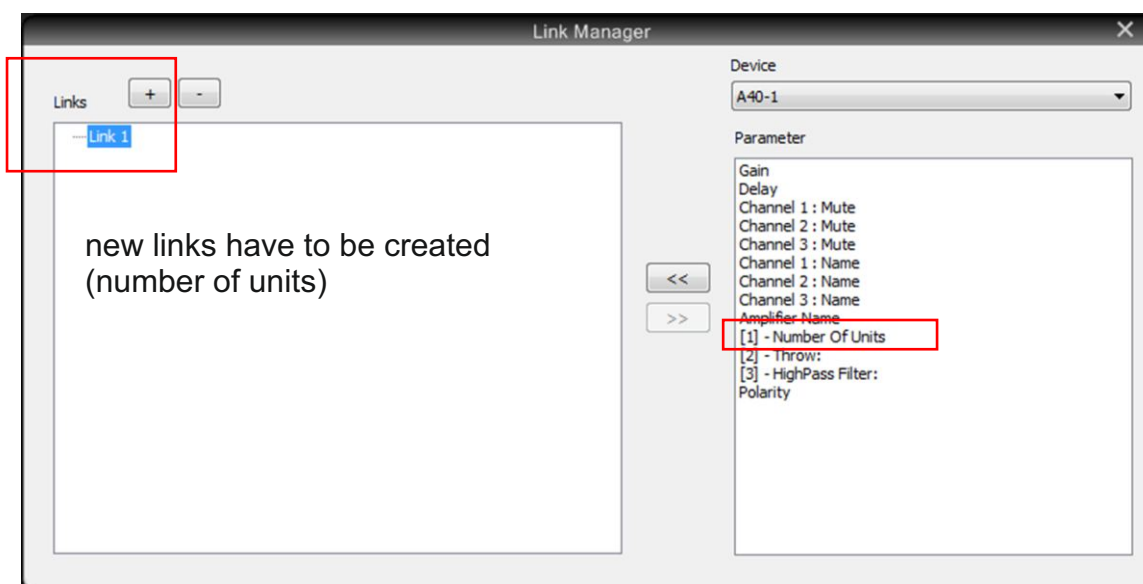 Link Manager
Links
+
-
Link 1
new links have to be created
(number of units)
<<
>>
Device
A40-1
Parameter
Gain
Delay
Channel 1 : Mute
Channel 2 : Mute
Channel 3 : Mute
Channel 1 : Name
Channel 2 : Name
Channel 3 : Name
Amplifier Name
[1] - Number Of Units
[2] - Throw:
[3] - HighPass Filter:
Polarity